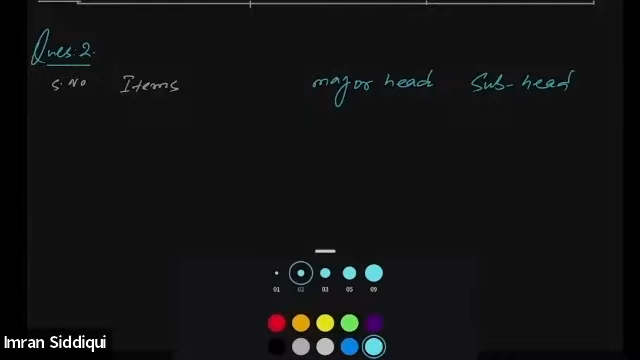 Ques: 2.
S. No Items major head Sub-head
01 02 03 05 09
Imran Siddiqui